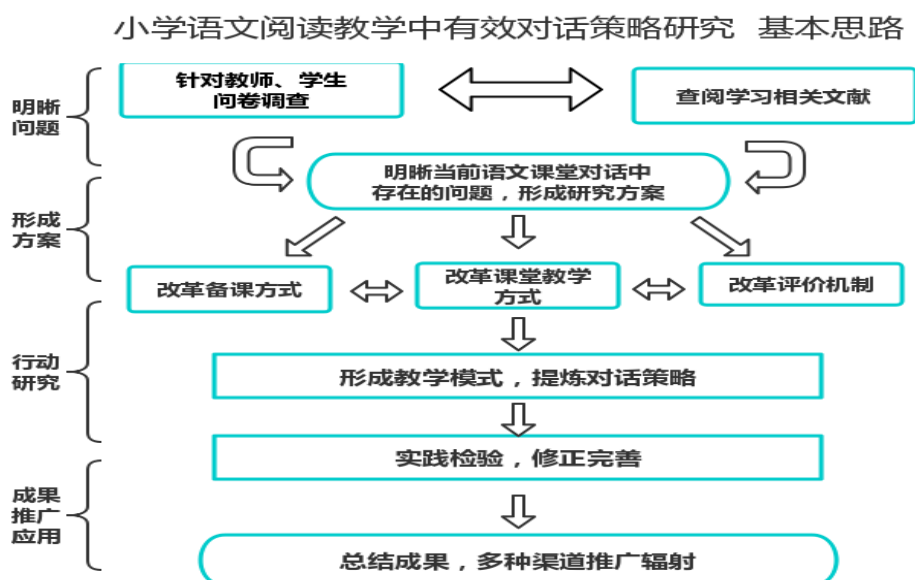 小学语文阅读教学中有效对话策略研究 基本思路
明晰
问题
针对教师、学生
问卷调查
查阅学习相关文献
明晰当前语文课堂对话中
存在的问题，形成研究方案
形成
方案
改革备课方式
改革课堂教学
方式
改革评价机制
行动
研究
形成教学模式，提炼对话策略
实践检验，修正完善
成果
推广
应用
总结成果，多种渠道推广辐射